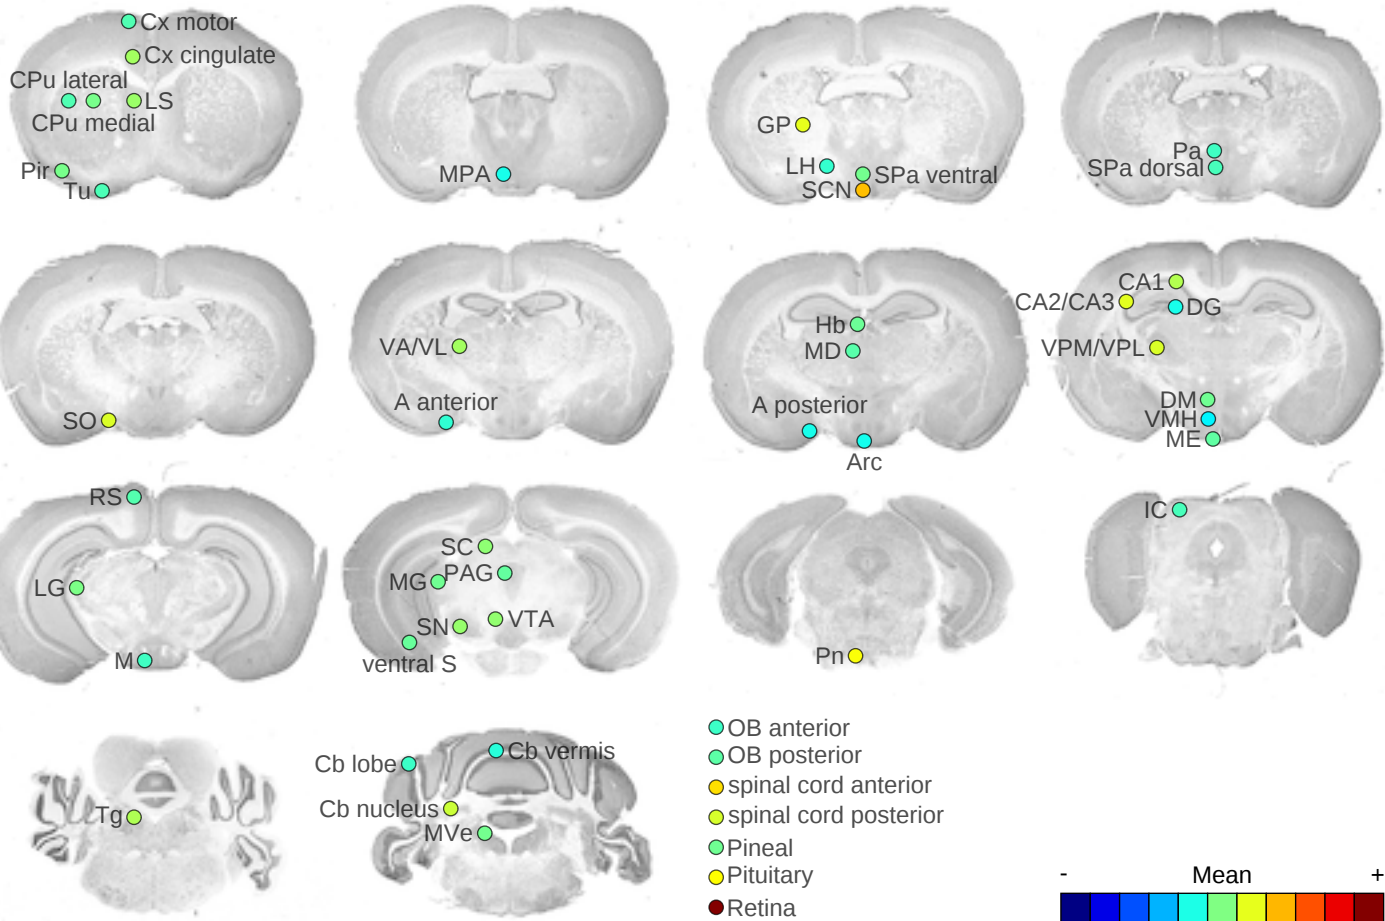 Cx motor
Cx cingulate
CPu lateral
LS
CPu medial
Pir
Tu
MPA
GP
LH
SPa ventral
SCN
Pa
SPa dorsal
SO
VA/VL
A anterior
Hb
MD
A posterior
Arc
CA1
CA2/CA3
DG
VPM/VPL
DM
VMH
ME
RS
LG
M
SC
MG PAG
SN VTA
ventral S
Pn
IC
Tg
Cb lobe
Cb vermis
Cb nucleus
MVe
OB anterior
OB posterior
spinal cord anterior
spinal cord posterior
Pineal
Pituitary
Retina
- Mean +